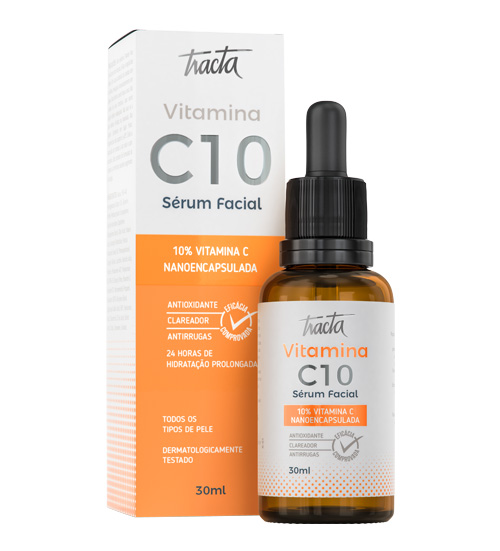 tracta
Vitamina
C10
Sérum Facial
10% VITAMINA C
NANOENCAPSULADA
ANTIOXIDANTE
CLAREADOR
ANTIRRUGAS
EFICÁCIA
COMPROVADA
24 HORAS DE
HIDRATAÇÃO PROLONGADA
TODOS OS
TIPOS DE PELE
DERMATOLOGICAMENTE
TESTADO
30ml
tracta
Vitamina
C10
Sérum Facial
10% VITAMINA C
NANOENCAPSULADA
ANTIOXIDANTE
CLAREADOR
ANTIRRUGAS
EFICÁCIA
COMPROVADA
30ml